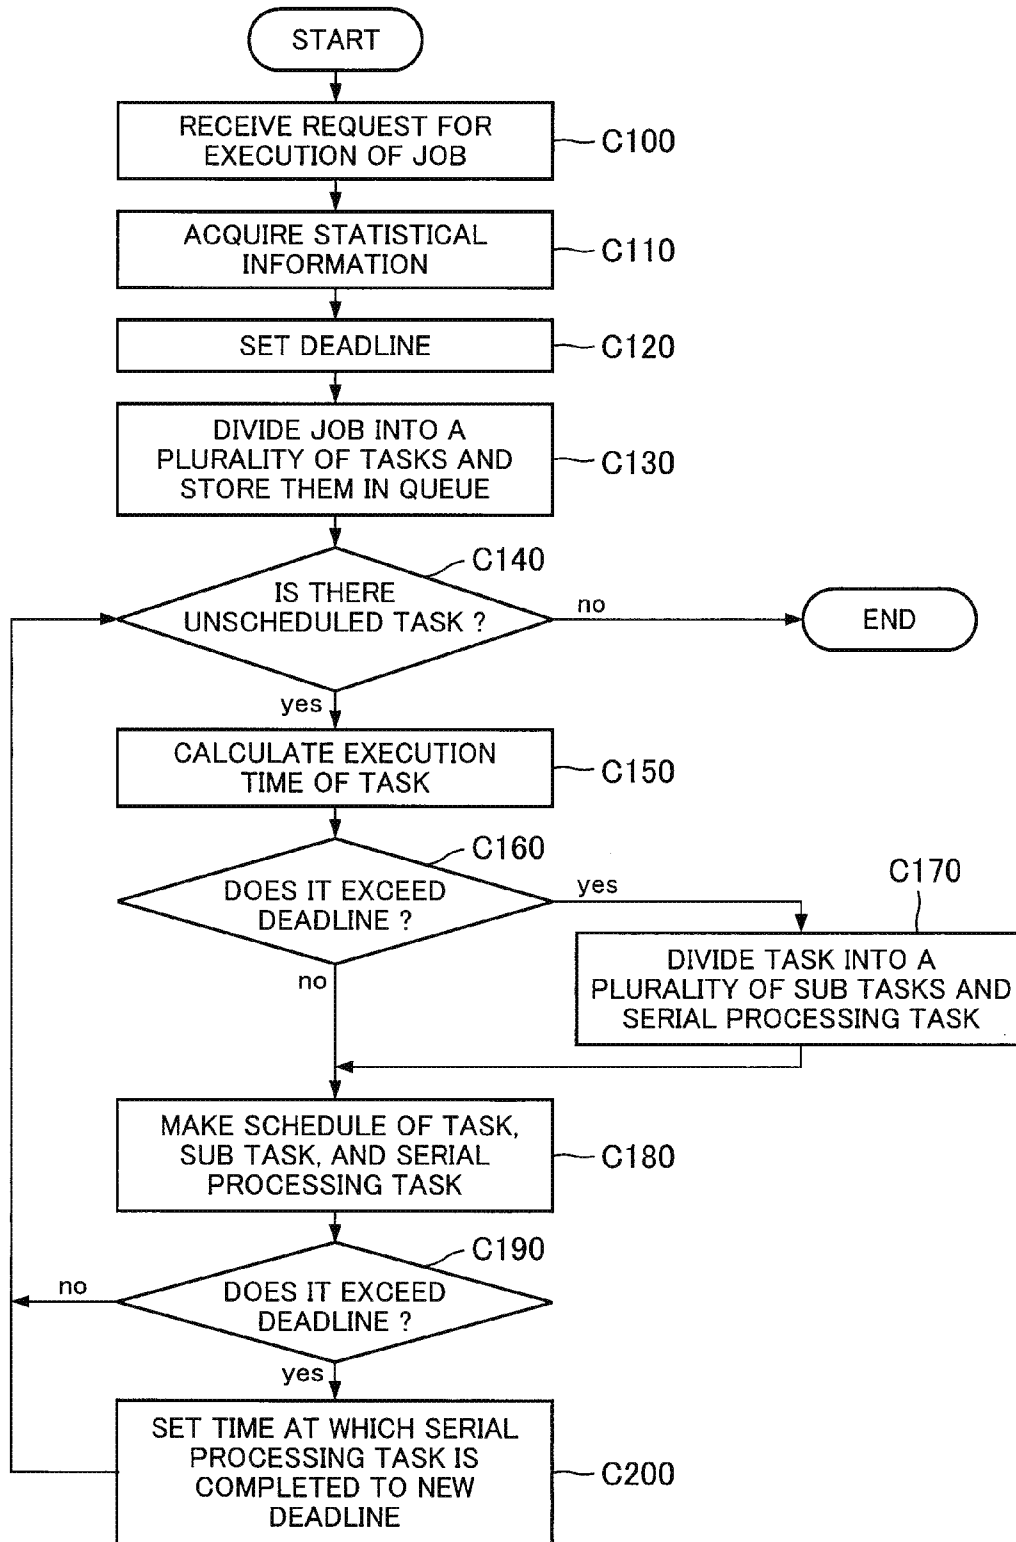 START
RECEIVE REQUEST FOR
EXECUTION OF JOB
C100
ACQUIRE STATISTICAL
INFORMATION
C110
SET DEADLINE
C120
DIVIDE JOB INTO A
PLURALITY OF TASKS AND
STORE THEM IN QUEUE
C130
C140
IS THERE
UNSCHEDULED TASK ?
no
END
yes
CALCULATE EXECUTION
TIME OF TASK
C150
C160
DOES IT EXCEED
DEADLINE ?
yes
C170
DIVIDE TASK INTO A
PLURALITY OF SUB TASKS AND
SERIAL PROCESSING TASK
no
MAKE SCHEDULE OF TASK,
SUB TASK, AND SERIAL
PROCESSING TASK
C180
C190
DOES IT EXCEED
DEADLINE ?
no
yes
SET TIME AT WHICH SERIAL
PROCESSING TASK IS
COMPLETED TO NEW
DEADLINE
C200